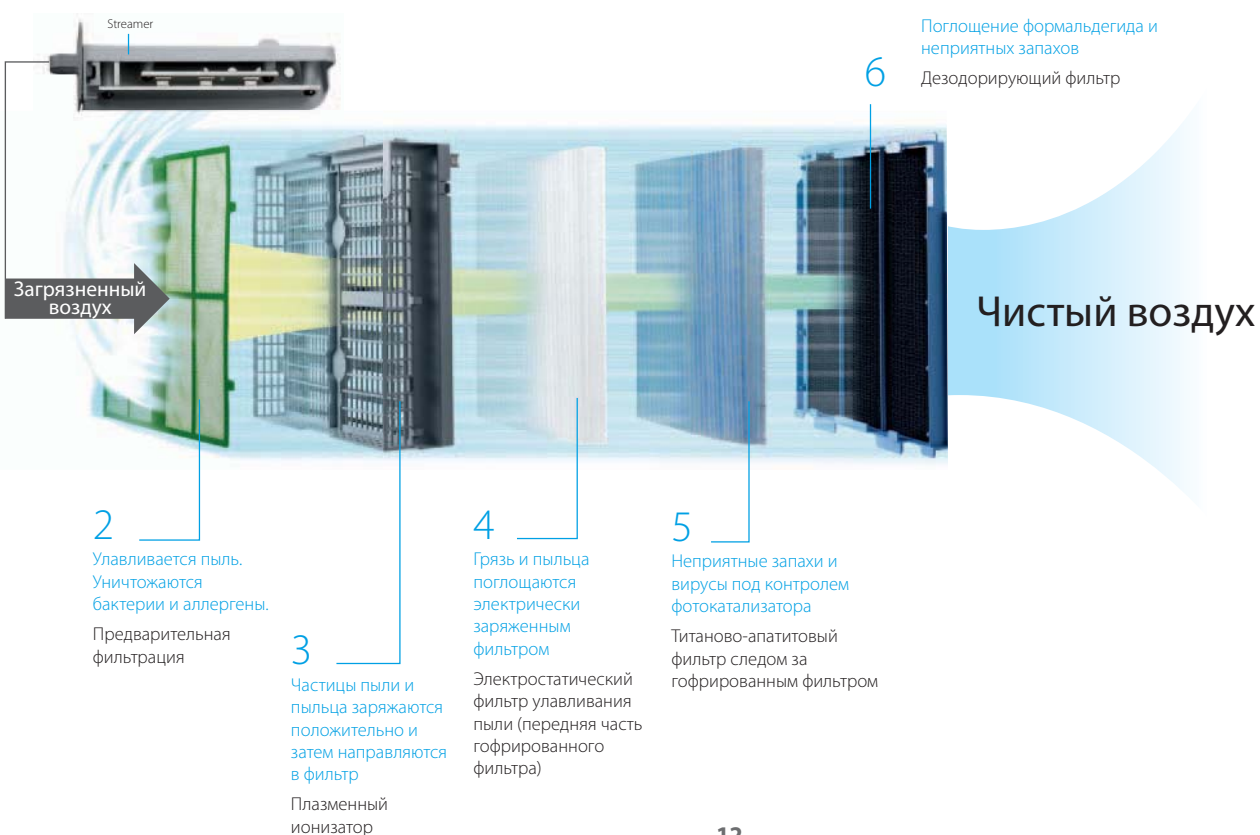 Streamer
Поглощение формальдегида и
неприятных запахов
6
Дезодорирующий фильтр
Загрязненный
воздух
Чистый воздух
2
Улавливается пыль.
Уничтожаются
бактерии и аллергены.
Предварительная
фильтрация
3
Частицы пыли и
пыльца заряжаются
положительно и
затем направляются
в фильтр
Плазменный
ионизатор
4
Грязь и пыльца
поглощаются
электрически
заряженным
фильтром
Электростатический
фильтр улавливания
пыли (передняя часть
гофрированного
фильтра)
5
Неприятные запахи и
вирусы под контролем
фотокатализатора
Титаново-апатитовый
фильтр следом за
гофрированным фильтром
12